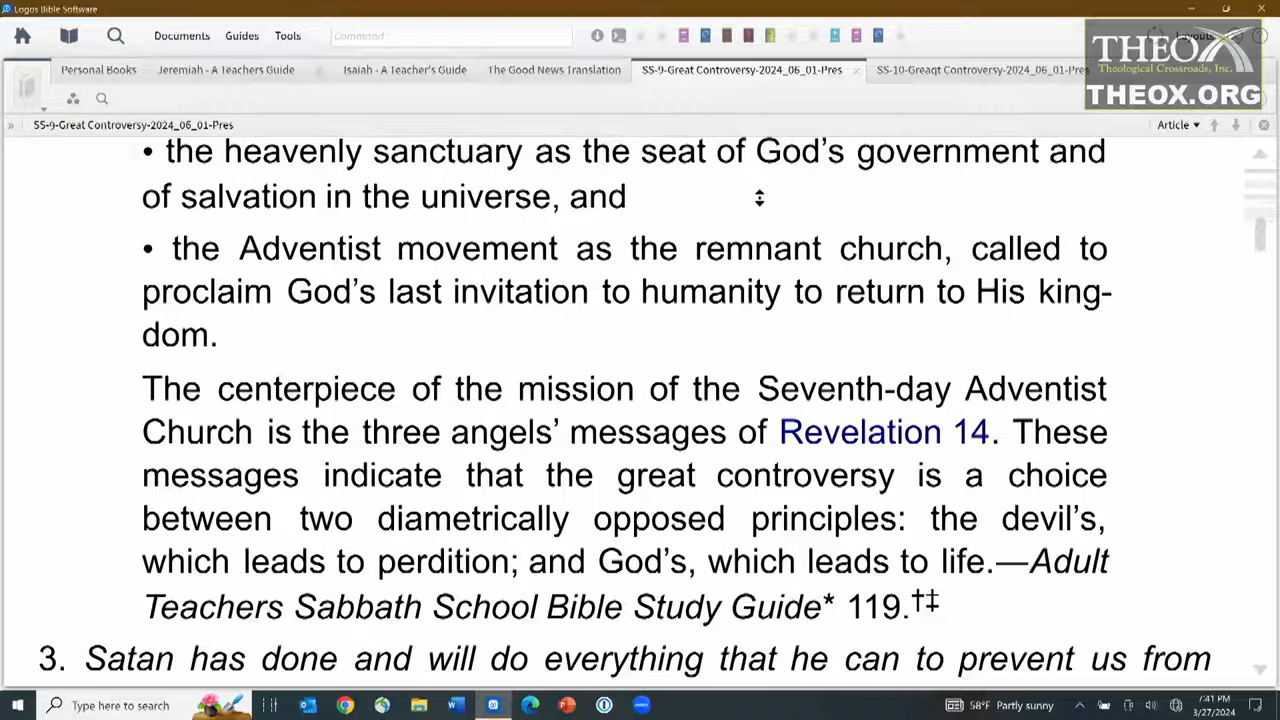 Logos Bible Software
Documents Guides Tools Command
Layouts
THEOX
Theological Crossroads, Inc.
THEOX.ORG
Personal Books Jeremiah - A Teachers Guide Isaiah - A The Good News Translation SS-9-Great Controversy-2024_06_01-Pres SS-10-Greaqt Controversy-2024_06_01-Pres
SS-9-Great Controversy-2024_06_01-Pres Article
• the heavenly sanctuary as the seat of God’s government and
of salvation in the universe, and
• the Adventist movement as the remnant church, called to
proclaim God’s last invitation to humanity to return to His king-
dom.
The centerpiece of the mission of the Seventh-day Adventist
Church is the three angels’ messages of Revelation 14. These
messages indicate that the great controversy is a choice
between two diametrically opposed principles: the devil’s,
which leads to perdition; and God’s, which leads to life.—Adult
Teachers Sabbath School Bible Study Guide* 119.†‡
3. Satan has done and will do everything that he can to prevent us from
Type here to search
58°F Partly sunny
7:41 PM
3/27/2024